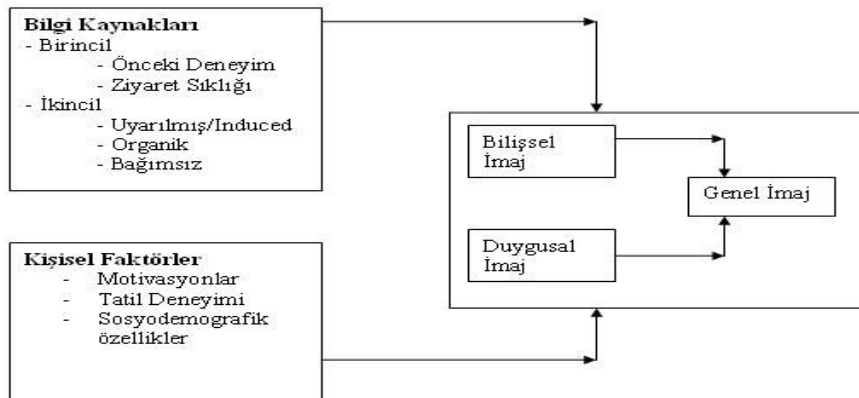 Bilgi Kaynakları
- Birincil
- Önceki Deneyim
- Ziyaret Sıklığı
- İkincil
- Uyarılmış/Induced
- Organik
- Bağımsız
Kişisel Faktörler
- Motivasyonlar
- Tatil Deneyimi
- Sosyodemografik
özellikler
Bilişsel
İmaj
Duygusal
İmaj
Genel İmaj